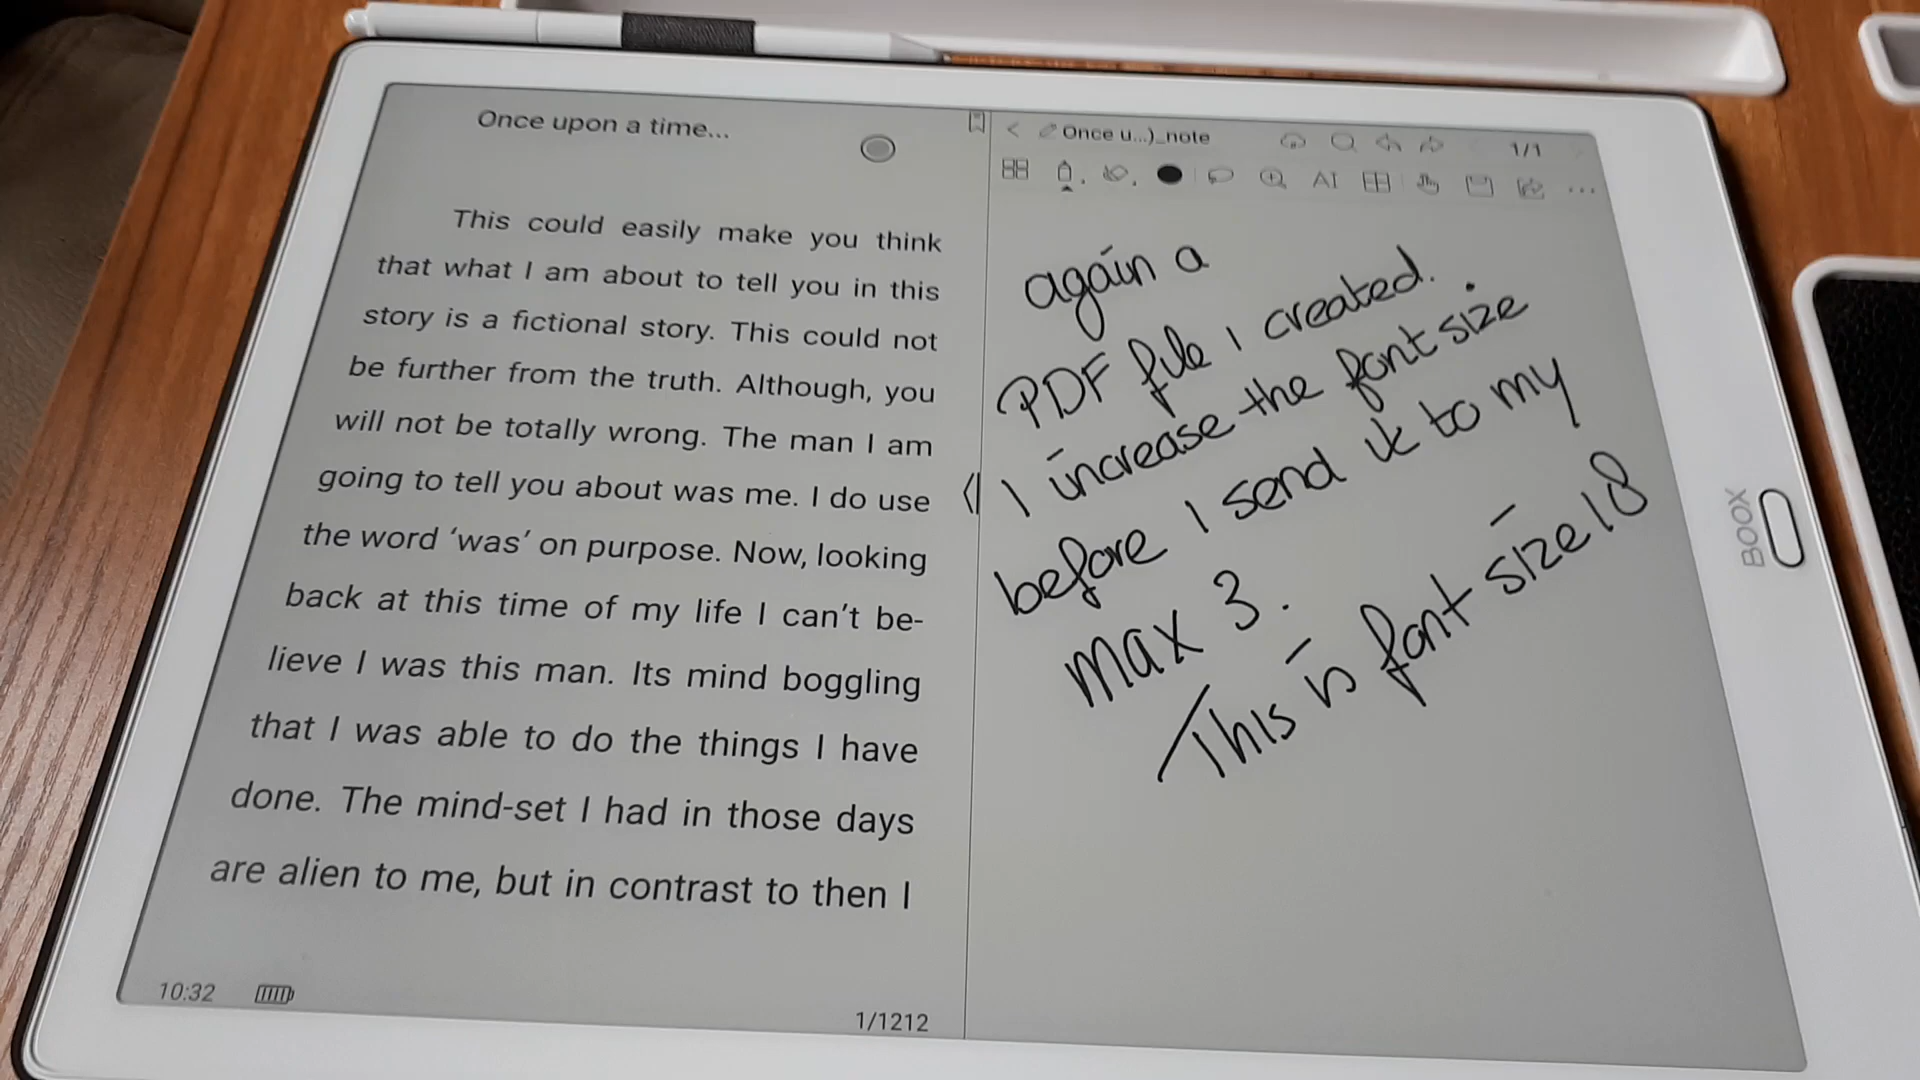 Once upon a time...
This could easily make you think
that what I am about to tell you in this
story is a fictional story. This could not
be further from the truth. Although, you
will not be totally wrong. The man I am
going to tell you about was me. I do use
the word ‘was’ on purpose. Now, looking
back at this time of my life I can’t be-
lieve I was this man. Its mind boggling
that I was able to do the things I have
done. The mind-set I had in those days
are alien to me, but in contrast to then I
10:32
1/1212
Once u...)_note
1/1
AI
again a
PDF file I created.
I increase the font size
before I send it to my
max 3.
This is font size 18
BOOX